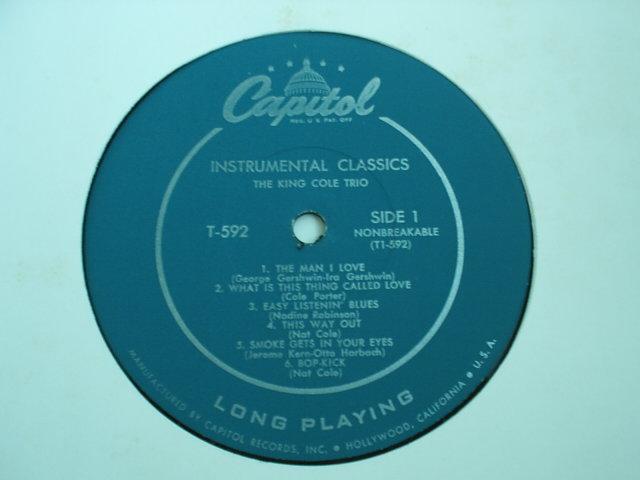 Capitol
REG. U.S. PAT. OFF.
INSTRUMENTAL CLASSICS
THE KING COLE TRIO
T-592
SIDE 1
NONBREAKABLE
(T1-592)
1. THE MAN I LOVE
(George Gershwin-Ira Gershwin)
2. WHAT IS THIS THING CALLED LOVE
(Cole Porter)
3. EASY LISTENIN' BLUES
(Nadine Robinson)
4. THIS WAY OUT
(Nat Cole)
5. SMOKE GETS IN YOUR EYES
(Jerome Kern-Otto Harbach)
6. BOP-KICK
(Nat Cole)
LONG PLAYING
MANUFACTURED BY CAPITOL RECORDS, INC. • HOLLYWOOD, CALIFORNIA • U.S.A.